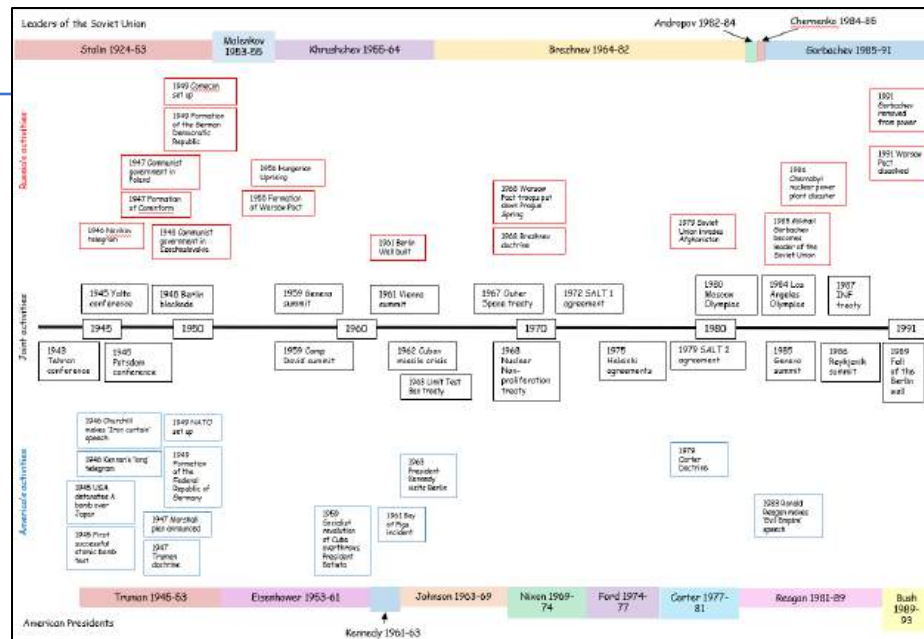 Leaders of the Soviet Union
Andropov 1982-84
Chernenko 1984-85
Stalin 1924-53
Malenkov
1953-55
Khrushchev 1955-64
Brezhnev 1964-82
Gorbachev 1985-91
Russia's activities
1949 Comecon
set up
1949 Formation
of the German
Democratic
Republic
1947 Communist
government in
Poland
1947 Formation
of Cominform
1946 Novikov
telegram
1948 Communist
government in
Czechoslovakia
1956 Hungarian
Uprising
1955 Formation
of Warsaw Pact
1961 Berlin
Wall built
1968 Warsaw
Pact troops put
down Prague
Spring
1968 Brezhnev
doctrine
1979 Soviet
Union invades
Afghanistan
1986
Chernobyl
nuclear power
plant disaster
1985 Mikhail
Gorbachev
becomes
leader of the
Soviet Union
1991
Gorbachev
removed
from power
1991 Warsaw
Pact
dissolved
Joint activities
1945 Yalta
conference
1948 Berlin
blockade
1959 Geneva
summit
1961 Vienna
summit
1967 Outer
Space treaty
1972 SALT 1
agreement
1980
Moscow
Olympics
1984 Los
Angeles
Olympics
1987
INF
treaty
1945
1950
1960
1970
1980
1991
1943
Tehran
conference
1945
Potsdam
conference
1959 Camp
David summit
1962 Cuban
missile crisis
1963 Limit Test
Ban treaty
1968
Nuclear
Non-
proliferation
treaty
1975
Helsinki
agreements
1979 SALT 2
agreement
1985
Geneva
summit
1986
Reykjavik
summit
1989
Fall
of the
Berlin
wall
America's activities
1946 Churchill
makes 'Iron curtain'
speech
1946 Kennan's 'long'
telegram
1945 USA
detonates A
bomb over
Japan
1945 First
successful
atomic bomb
test
1949 NATO
set up
1949
Formation
of the
Federal
Republic of
Germany
1947 Marshall
plan announced
1947
Truman
doctrine
1959
Socialist
revolution
of Cuba
overthrows
President
Batista
1963
President
Kennedy
visits Berlin
1961 Bay
of Pigs
incident
1979
Carter
Doctrine
1983 Ronald
Reagan makes
'Evil Empire'
speech
Truman 1945-53
Eisenhower 1953-61
Johnson 1963-69
Nixon 1969-
74
Ford 1974-
77
Carter 1977-
81
Reagan 1981-89
Bush
1989-
93
Kennedy 1961-63
American Presidents